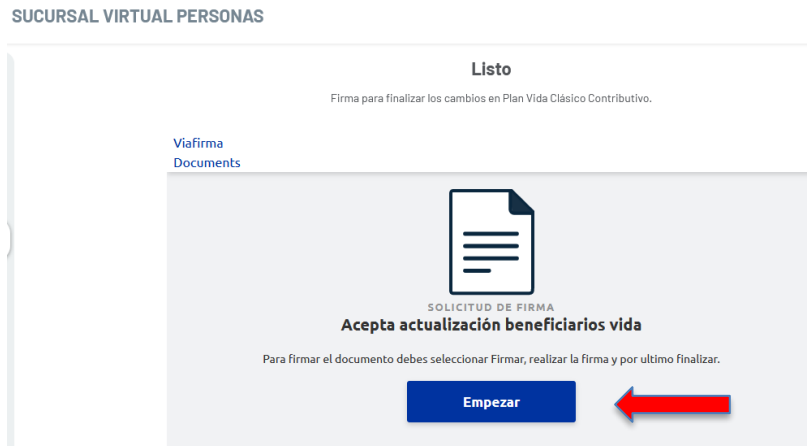 SUCURSAL VIRTUAL PERSONAS
Listo
Firma para finalizar los cambios en Plan Vida Clásico Contributivo.
Viafirma
Documents
SOLICITUD DE FIRMA
Acepta actualización beneficiarios vida
Para firmar el documento debes seleccionar Firmar, realizar la firma y por ultimo finalizar.
Empezar